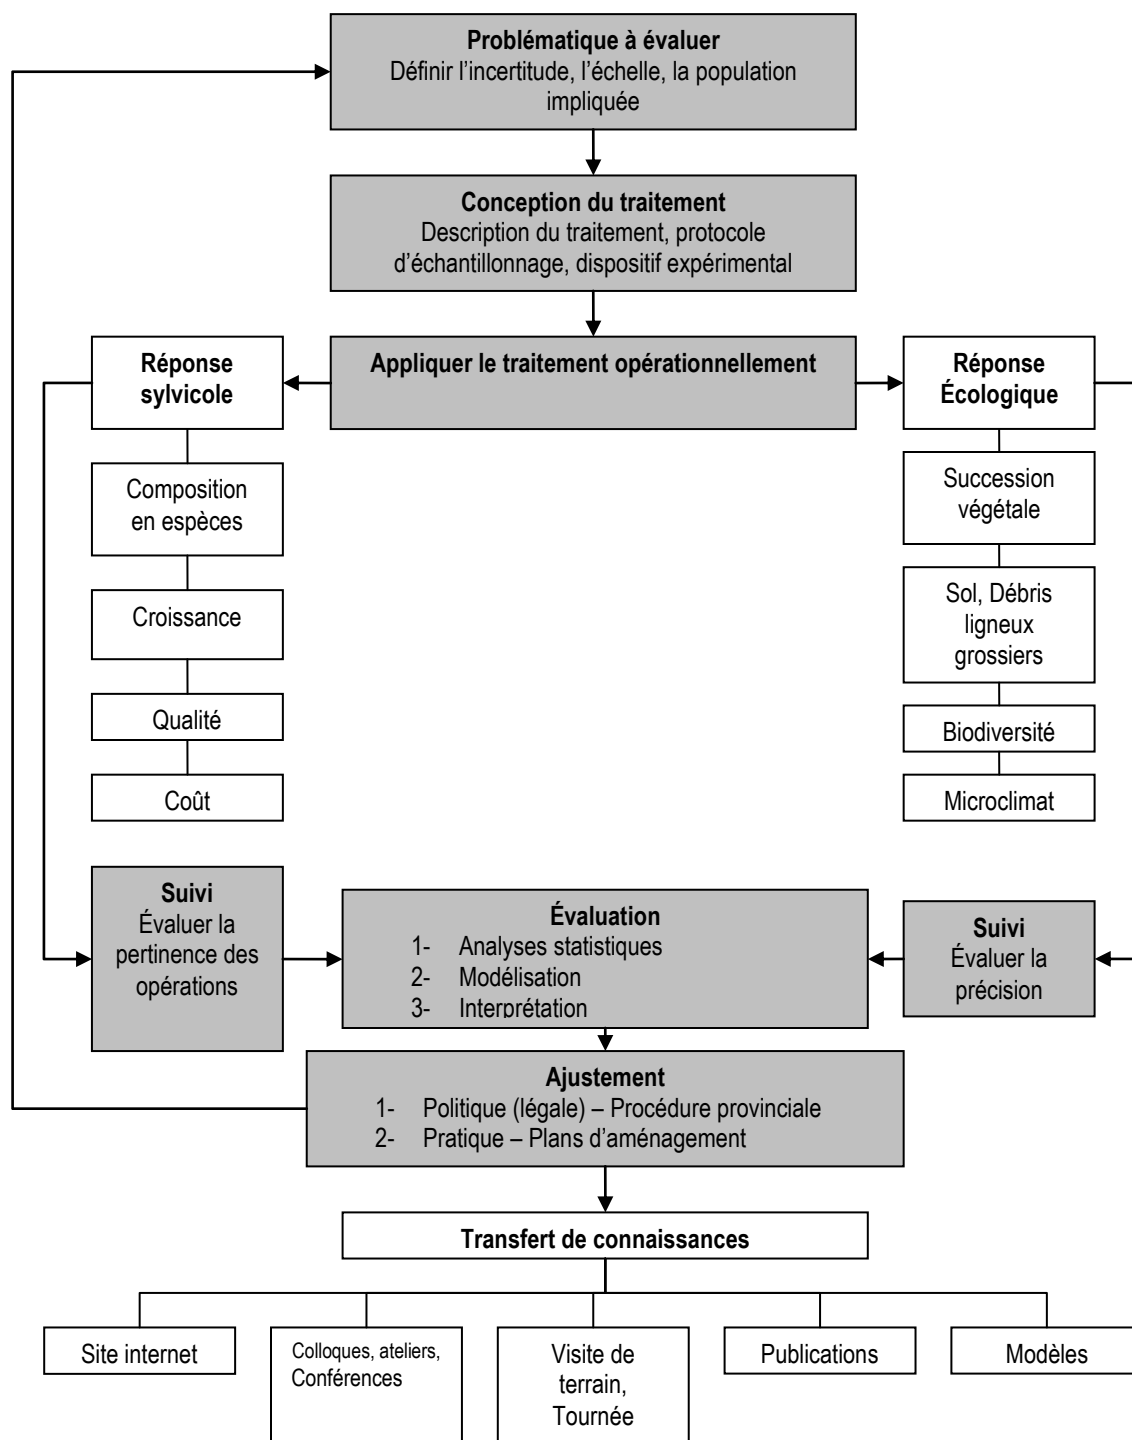 Problématique à évaluer
Définir l'incertitude, l'échelle, la population
impliquée
Conception du traitement
Description du traitement, protocole
d'échantillonnage, dispositif expérimental
Réponse
sylvicole
Appliquer le traitement opérationnellement
Réponse
Écologique
Composition
en espèces
Croissance
Qualité
Coût
Succession
végétale
Sol, Débris
ligneux
grossiers
Biodiversité
Microclimat
Suivi
Évaluer la
pertinence des
opérations
Évaluation
1- Analyses statistiques
2- Modélisation
3- Interprétation
Suivi
Évaluer la
précision
Ajustement
1- Politique (légale) – Procédure provinciale
2- Pratique – Plans d'aménagement
Transfert de connaissances
Site internet
Colloques, ateliers,
Conférences
Visite de
terrain,
Tournée
Publications
Modèles